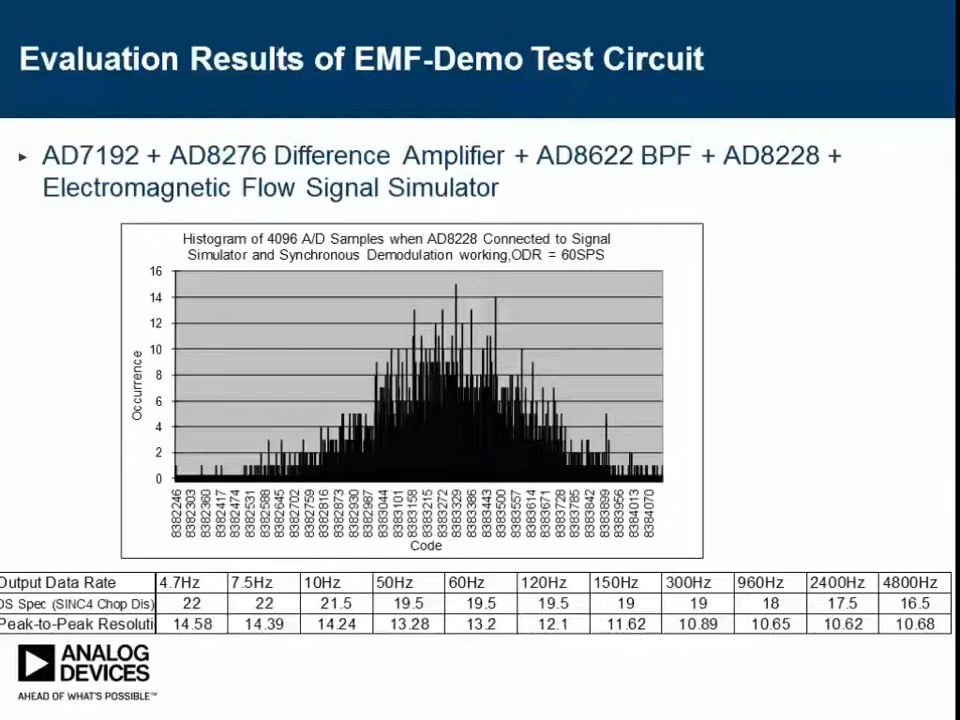 Evaluation Results of EMF-Demo Test Circuit
▸ AD7192 + AD8276 Difference Amplifier + AD8622 BPF + AD8228 +
Electromagnetic Flow Signal Simulator
Histogram of 4096 A/D Samples when AD8228 Connected to Signal
Simulator and Synchronous Demodulation working,ODR = 60SPS
16
14
12
10
8
6
4
2
0
Occurrence
8382246 8382303 8382360 8382417 8382474 8382531 8382588 8382645 8382702 8382759 8382816 8382873 8382930 8382987 8383044 8383101 8383158 8383215 8383272 8383329 8383386 8383443 8383500 8383557 8383614 8383671 8383728 8383785 8383842 8383899 8383956 8384013 8384070
Code
Output Data Rate 4.7Hz 7.5Hz 10Hz 50Hz 60Hz 120Hz 150Hz 300Hz 960Hz 2400Hz 4800Hz
DS Spec (SINC4 Chop Dis) 22 22 21.5 19.5 19.5 19.5 19 19 18 17.5 16.5
Peak-to-Peak Resoluti 14.58 14.39 14.24 13.28 13.2 12.1 11.62 10.89 10.65 10.62 10.68
ANALOG
DEVICES
AHEAD OF WHAT'S POSSIBLE™